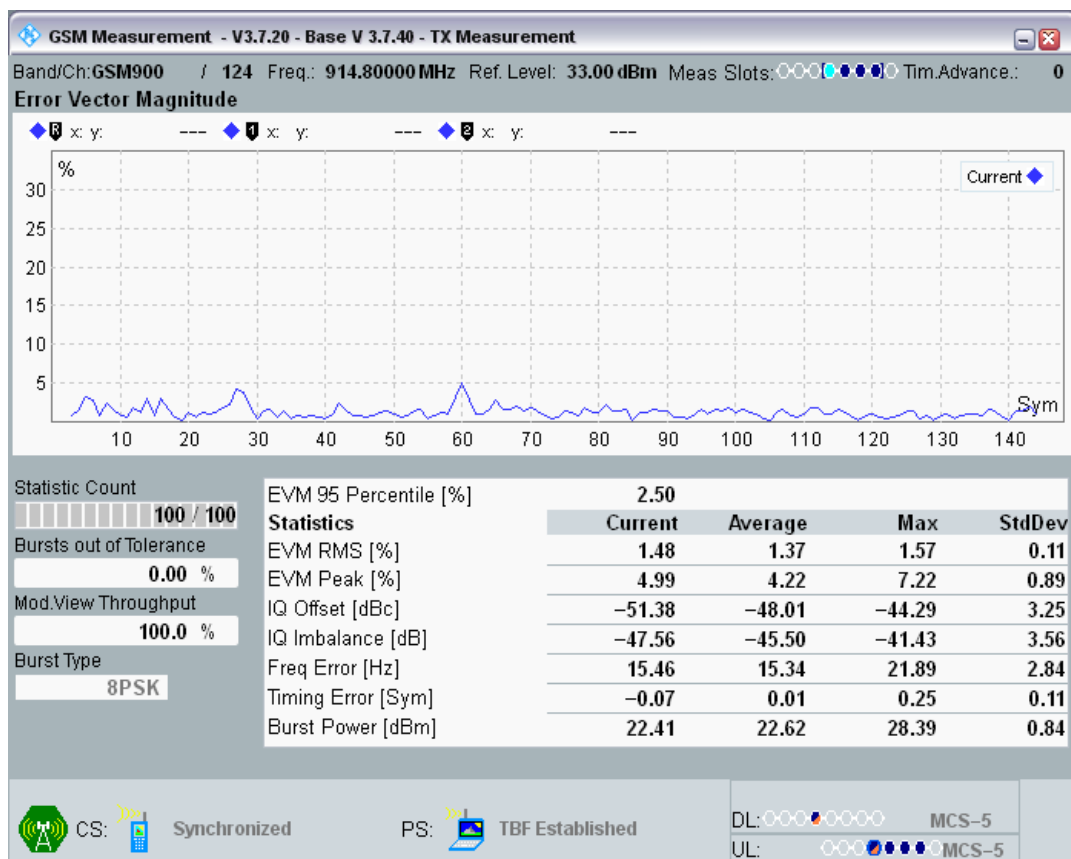 GSM Measurement - V3.7.20 - Base V 3.7.40 - TX Measurement
Band/Ch:GSM900 / 124 Freq.: 914.80000 MHz Ref. Level: 33.00 dBm Meas Slots: Tim.Advance.: 0
Error Vector Magnitude
R x: y: --- 1 x: y: --- 2 x: y: ---
%
Current
30
25
20
15
10
5
Sym
10 20 30 40 50 60 70 80 90 100 110 120 130 140
Statistic Count
100 / 100
Bursts out of Tolerance
0.00 %
Mod.View Throughput
100.0 %
Burst Type
8PSK
EVM 95 Percentile [%] 2.50
Statistics Current Average Max StdDev
EVM RMS [%] 1.48 1.37 1.57 0.11
EVM Peak [%] 4.99 4.22 7.22 0.89
IQ Offset [dBc] −51.38 −48.01 −44.29 3.25
IQ Imbalance [dB] −47.56 −45.50 −41.43 3.56
Freq Error [Hz] 15.46 15.34 21.89 2.84
Timing Error [Sym] −0.07 0.01 0.25 0.11
Burst Power [dBm] 22.41 22.62 28.39 0.84
CS: Synchronized PS: TBF Established
DL: MCS−5
UL: MCS−5